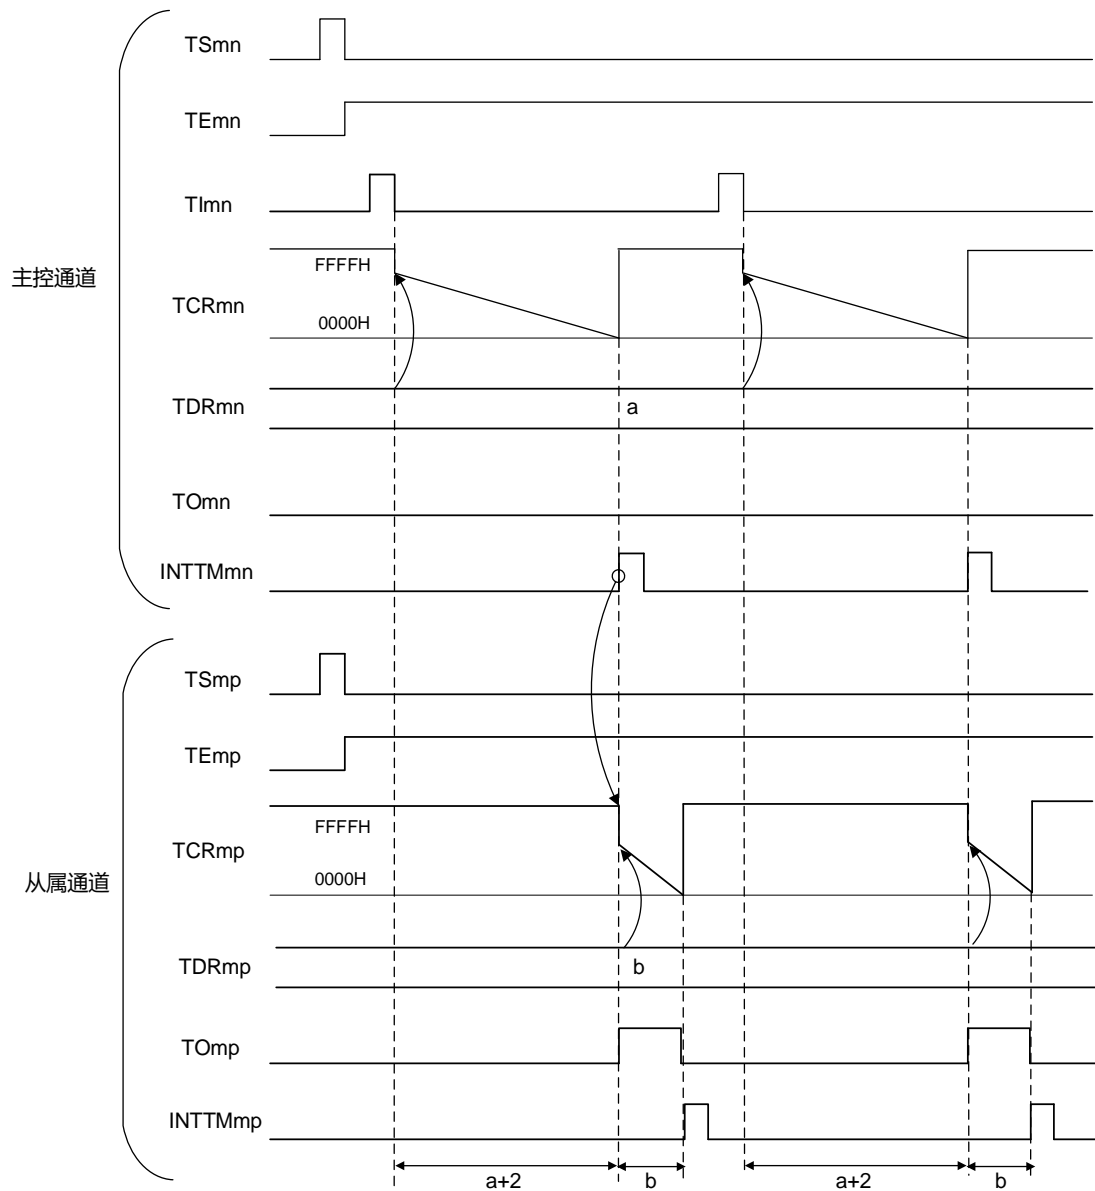 主控通道
TSmn
TEmn
TImn
TCRmn
FFFFH
0000H
TDRmn
a
TOmn
INTTMmn
从属通道
TSmp
TEmp
TCRmp
FFFFH
0000H
TDRmp
b
TOmp
INTTMmp
a+2
b
a+2
b